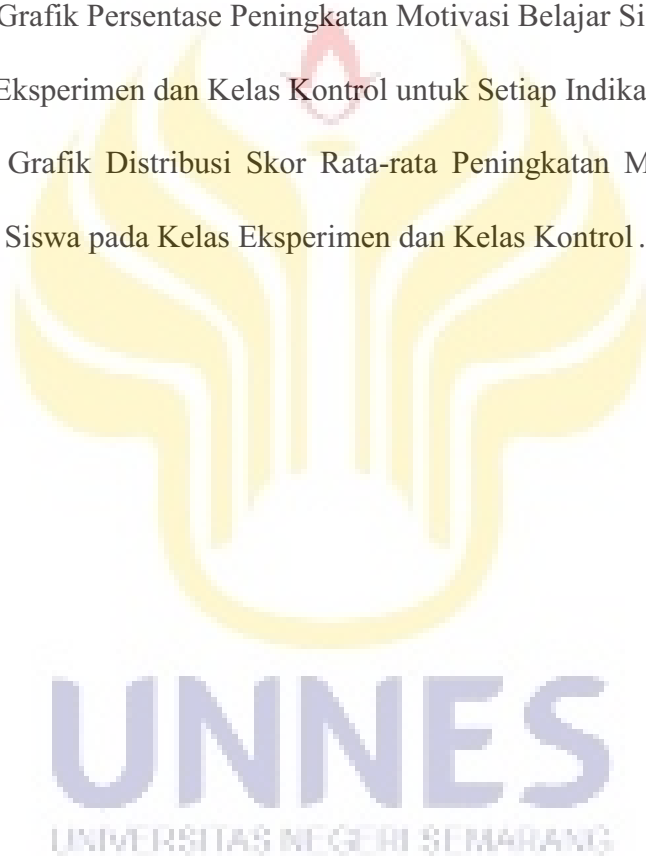 Grafik Persentase Peningkatan Motivasi Belajar Si
Eksperimen dan Kelas Kontrol untuk Setiap Indika
Grafik Distribusi Skor Rata-rata Peningkatan M
Siswa pada Kelas Eksperimen dan Kelas Kontrol .
UNNES
UNIVERSITAS NEGERI SEMARANG